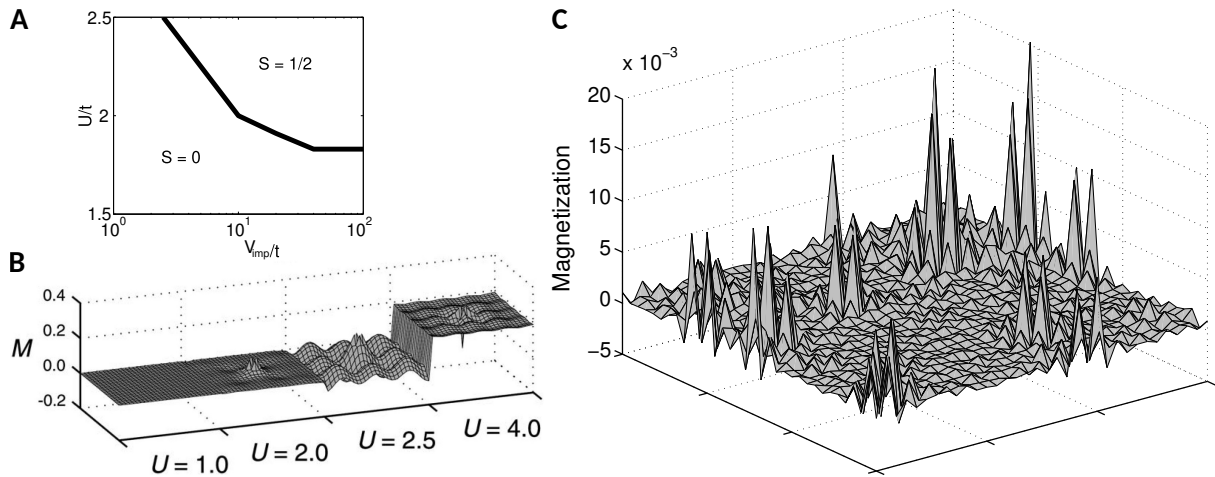 A
2.5
2
1.5
U/t
S = 1/2
S = 0
10^0
10^1
10^2
V_imp/t
B
0.4
0.2
0.0
-0.2
M
U = 1.0
U = 2.0
U = 2.5
U = 4.0
C
x 10^−3
20
15
10
5
0
−5
Magnetization